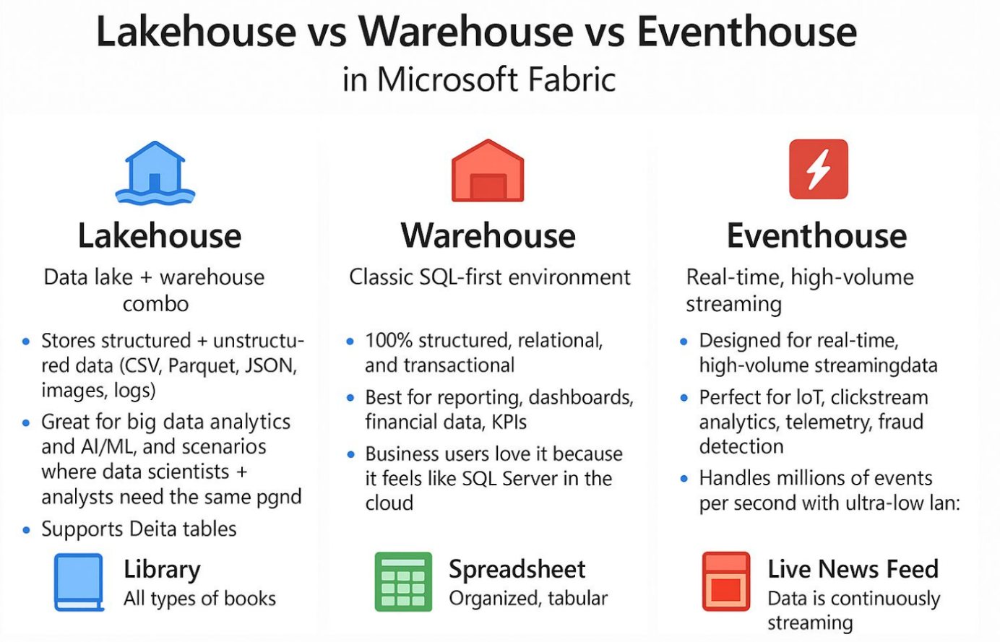 Lakehouse vs Warehouse vs Eventhouse
in Microsoft Fabric
Lakehouse
Data lake + warehouse
combo
• Stores structured + unstructu-
red data (CSV, Parquet, JSON,
images, logs)
• Great for big data analytics
and AI/ML, and scenarios
where data scientists +
analysts need the same pgnd
• Supports Deita tables
Library
All types of books
Warehouse
Classic SQL-first environment
• 100% structured, relational,
and transactional
• Best for reporting, dashboards,
financial data, KPIs
• Business users love it because
it feels like SQL Server in the
cloud
Spreadsheet
Organized, tabular
Eventhouse
Real-time, high-volume
streaming
• Designed for real-time,
high-volume streamingdata
• Perfect for loT, clickstream
analytics, telemetry, fraud
detection
• Handles millions of events
per second with ultra-low lan:
Live News Feed
Data is continuously
streaming